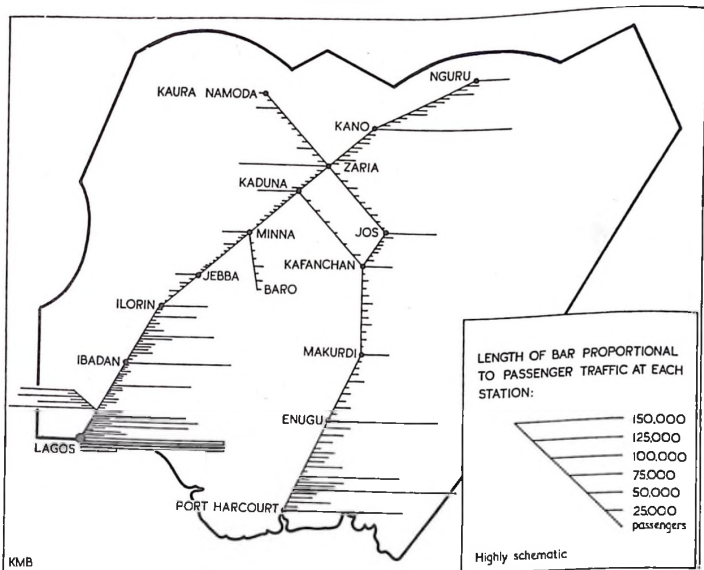 NGURU
KAURA NAMODA
KANO
ZARIA
KADUNA
MINNA
JOS
KAFANCHAN
JEBBA
BARO
ILORIN
IBADAN
MAKURDI
ENUGU
LAGOS
PORT HARCOURT
LENGTH OF BAR PROPORTIONAL
TO PASSENGER TRAFFIC AT EACH
STATION:
150,000
125,000
100,000
75,000
50,000
25,000
passengers
Highly schematic
KMB